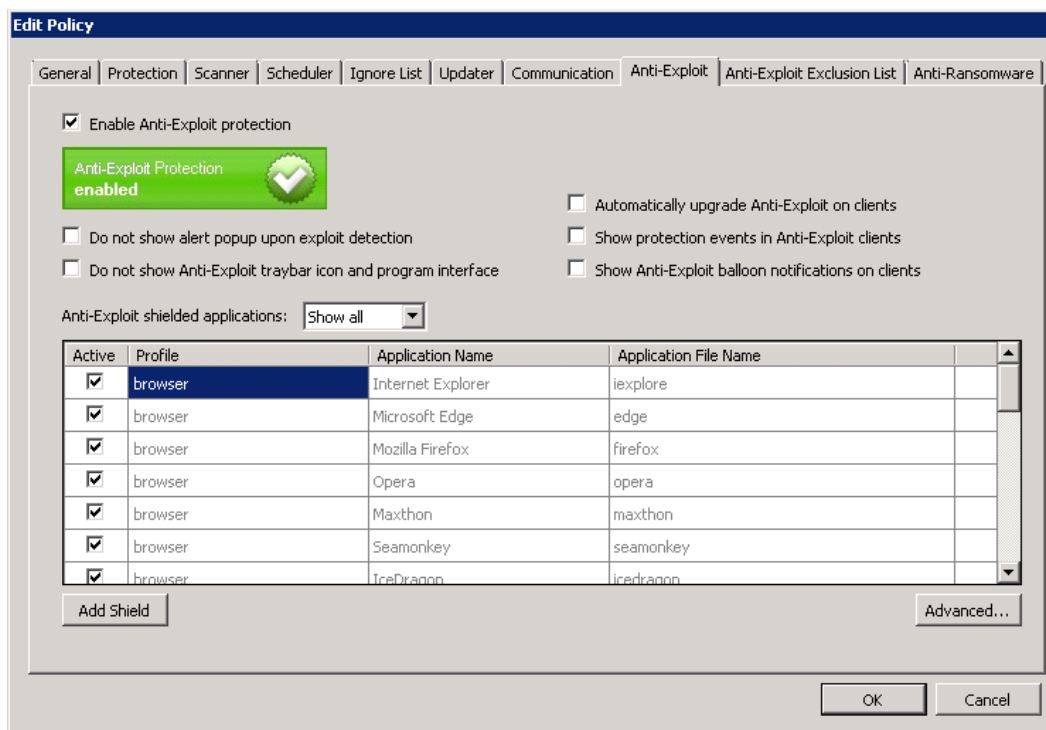 Edit Policy
General Protection Scanner Scheduler Ignore List Updater Communication Anti-Exploit Anti-Exploit Exclusion List Anti-Ransomware
Enable Anti-Exploit protection
Anti-Exploit Protection
enabled
Automatically upgrade Anti-Exploit on clients
Do not show alert popup upon exploit detection Show protection events in Anti-Exploit clients
Do not show Anti-Exploit traybar icon and program interface Show Anti-Exploit balloon notifications on clients
Anti-Exploit shielded applications: Show all
Active Profile Application Name Application File Name
browser Internet Explorer iexplore
browser Microsoft Edge edge
browser Mozilla Firefox firefox
browser Opera opera
browser Maxthon maxthon
browser Seamonkey seamonkey
browser IceDragon icedragon
Add Shield Advanced...
OK Cancel